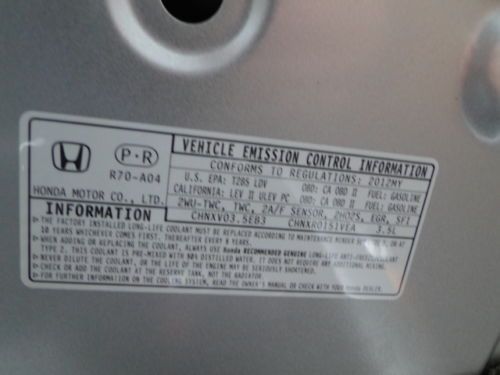 P·R
R70-A04
HONDA MOTOR CO., LTD.
VEHICLE EMISSION CONTROL INFORMATION
CONFORMS TO REGULATIONS: 2012MY
U.S. EPA: T2B5 LDV OBD: CA OBD II FUEL: GASOLINE
CALIFORNIA: LEV II ULEV PC OBD: CA OBD II FUEL: GASOLINE
2WU-TWC, TWC, 2A/F SENSOR, 2HO2S, EGR, SFI
CHNXV03.5EB3 CHNXR0151VEA 3.5L
INFORMATION
▷THE FACTORY INSTALLED LONG-LIFE COOLANT MUST BE REPLACED ACCORDING TO MAINTENANCE MINDER OR AT
10 YEARS WHICHEVER COMES FIRST, THEREAFTER EVERY 5 YEARS.
▷WHEN ADDING OR REPLACING THE COOLANT, ALWAYS USE Honda RECOMMENDED GENUINE LONG-LIFE ANTI-FREEZE/COOLANT
TYPE 2. THIS COOLANT IS PRE-MIXED WITH 50% DISTILLED WATER, WHICH DOES NOT REQUIRE ANY ADDITIONAL MIXING.
▷NEVER DILUTE THE COOLANT, OR THE LIFE OF THE ENGINE MAY BE SEVERELY SHORTENED.
▷CHECK OR ADD THE COOLANT AT THE RESERVE TANK, NOT THE RADIATOR.
▷FOR FURTHER INFORMATION ON THE COOLING SYSTEM, READ THE OWNER'S MANUAL OR CHECK WITH YOUR Honda DEALER.